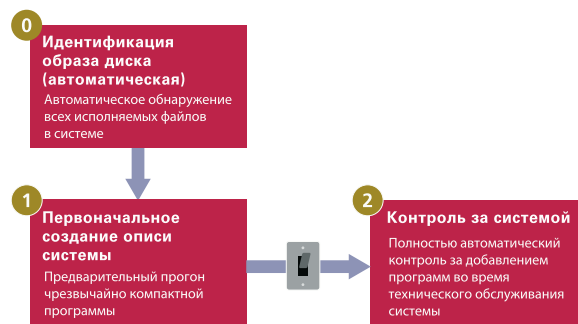 0
Идентификация
образа диска
(автоматическая)
Автоматическое обнаружение
всех исполняемых файлов
в системе
1
Первоначальное
создание описи
системы
Предварительный прогон
чрезвычайно компактной
программы
2
Контроль за системой
Полностью автоматический
контроль за добавлением
программ во время
технического обслуживания
системы